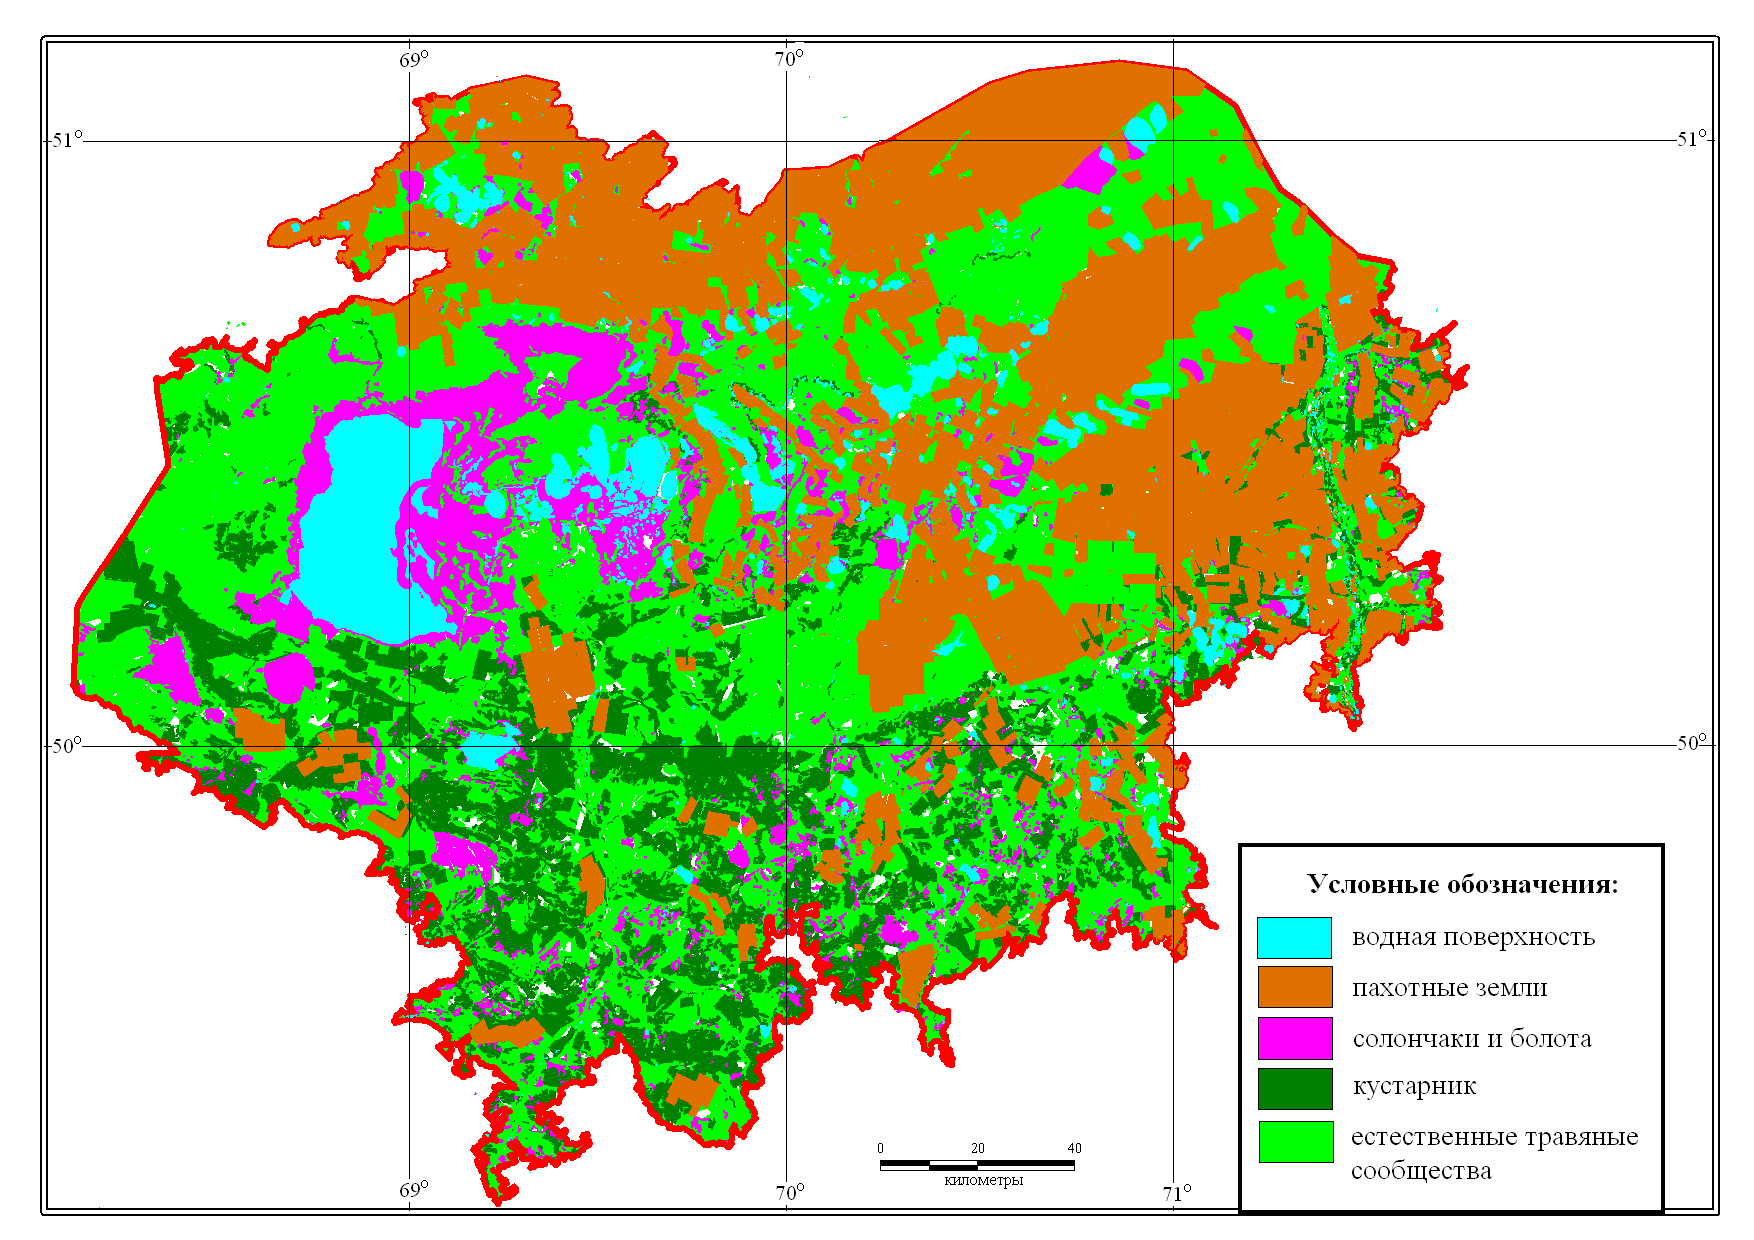 69° 70°
51° 51°
50° 50°
Условные обозначения:
водная поверхность
пахотные земли
солончаки и болота
кустарник
естественные травяные
сообщества
0 20 40
километры
69° 70° 71°